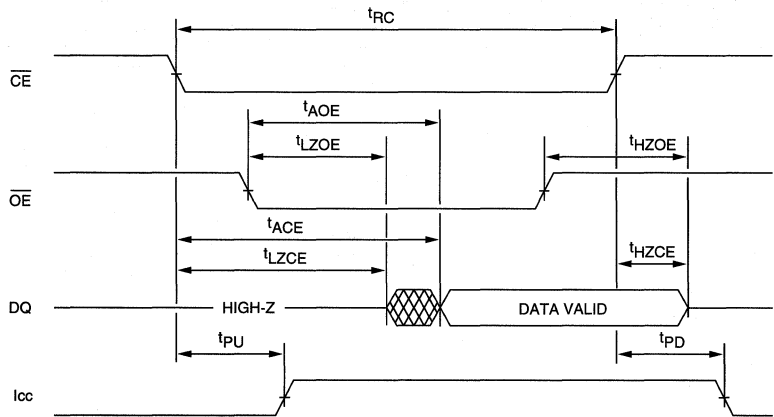 tRC
CE
tAOE
tLZOE
tHZOE
OE
tACE
tLZCE
tHZCE
DQ
HIGH-Z
DATA VALID
tPU
tPD
Icc